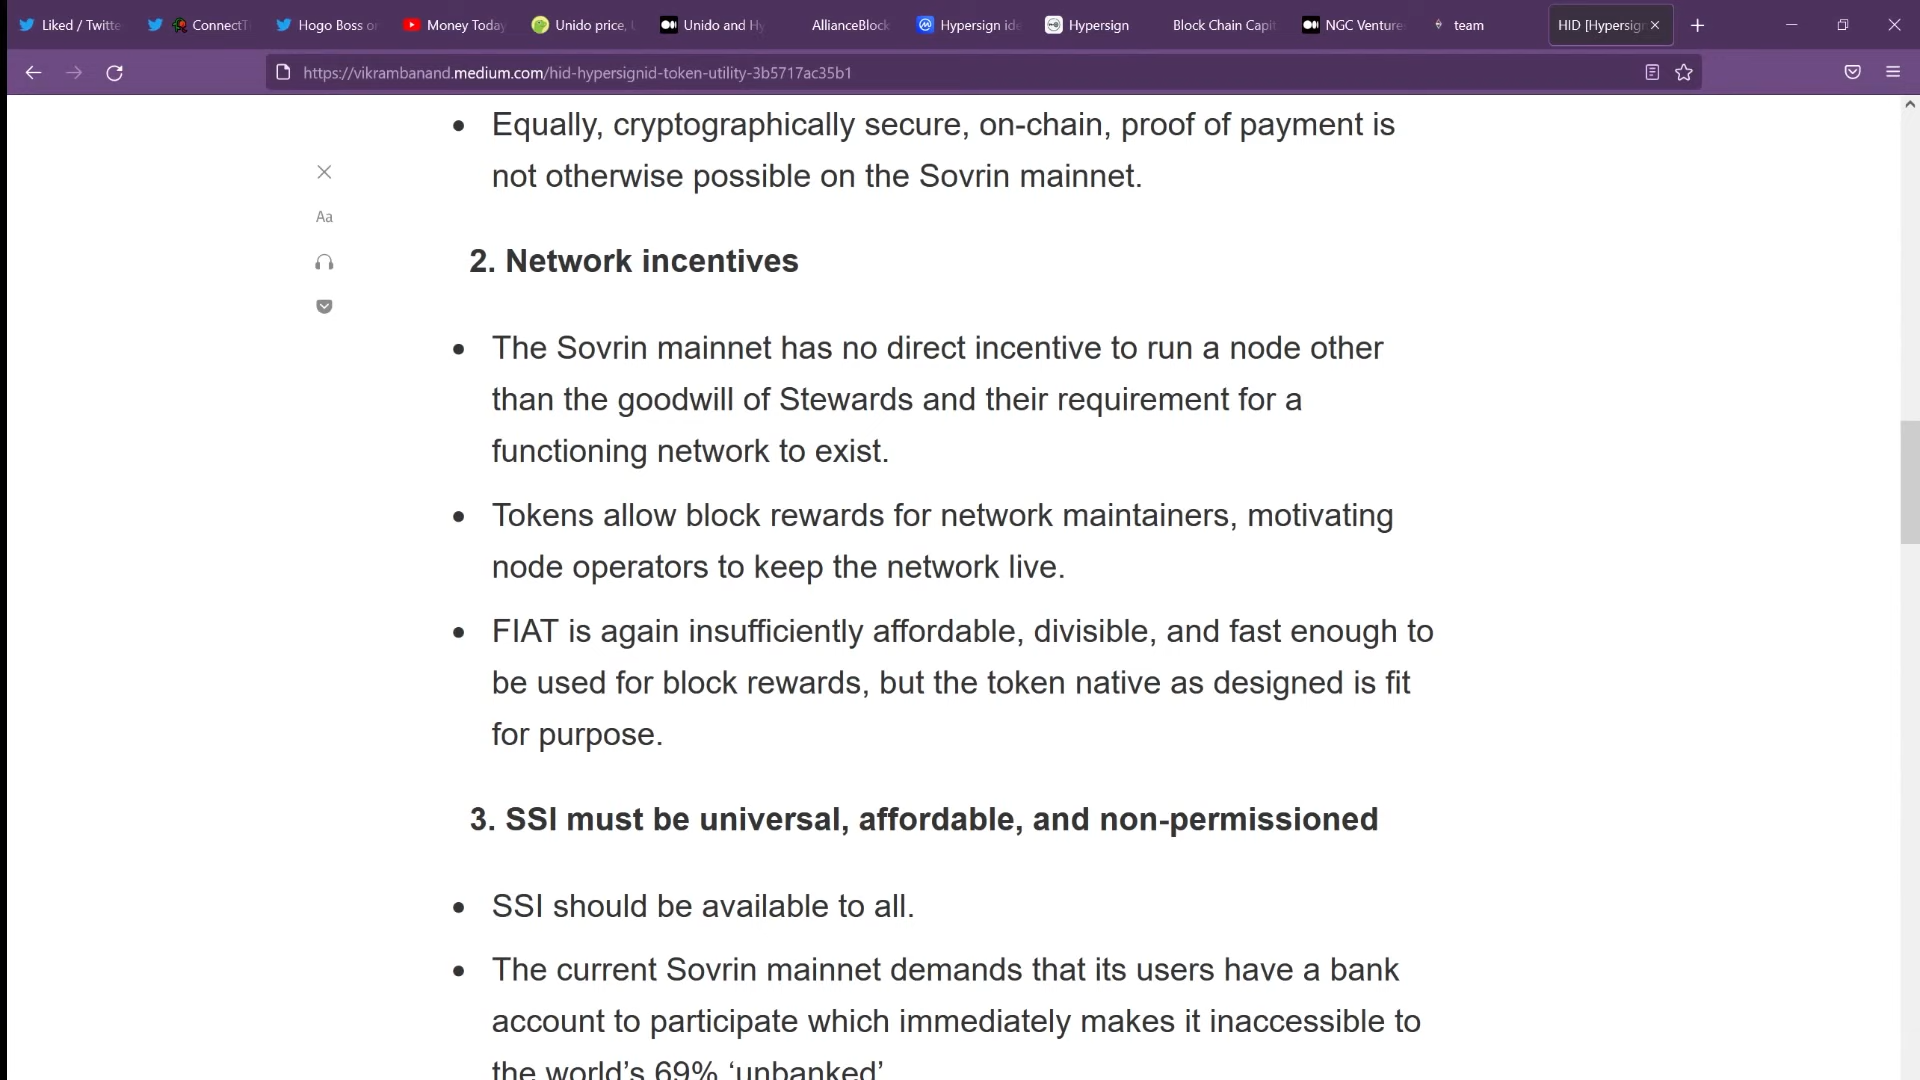 Liked / Twitte
ConnectT
Hogo Boss o
Money Today
Unido price,
Unido and Hy
AllianceBlock
Hypersign id
Hypersign
Block Chain Capi
NGC Venture
team
HID [Hypersign
https://vikrambanand.medium.com/hid-hypersignid-token-utility-3b5717ac35b1
• Equally, cryptographically secure, on-chain, proof of payment is
not otherwise possible on the Sovrin mainnet.
Aa
2. Network incentives
• The Sovrin mainnet has no direct incentive to run a node other
than the goodwill of Stewards and their requirement for a
functioning network to exist.
• Tokens allow block rewards for network maintainers, motivating
node operators to keep the network live.
• FIAT is again insufficiently affordable, divisible, and fast enough to
be used for block rewards, but the token native as designed is fit
for purpose.
3. SSI must be universal, affordable, and non-permissioned
• SSI should be available to all.
• The current Sovrin mainnet demands that its users have a bank
account to participate which immediately makes it inaccessible to
the world’s 69% ‘unbanked’